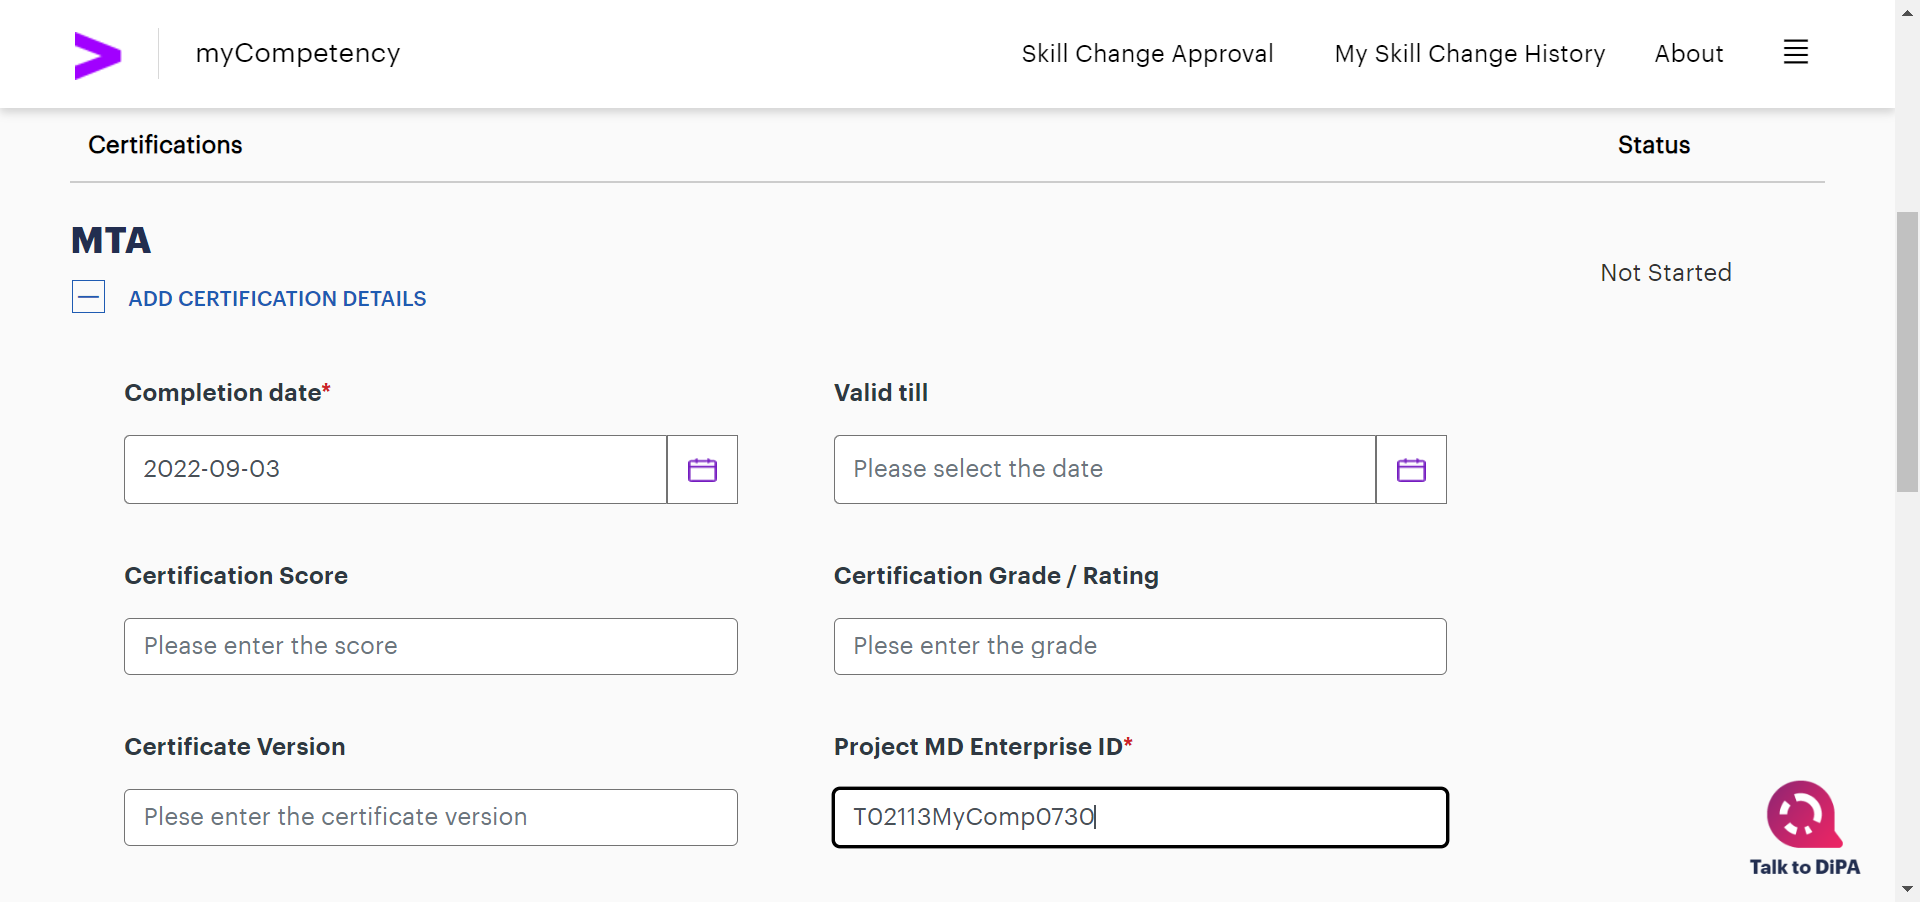 myCompetency
Skill Change Approval
My Skill Change History
About
Certifications
Status
MTA
Not Started
ADD CERTIFICATION DETAILS
Completion date*
Valid till
2022-09-03
Please select the date
Certification Score
Certification Grade / Rating
Please enter the score
Plese enter the grade
Certificate Version
Project MD Enterprise ID*
Plese enter the certificate version
T02113MyComp0730
Talk to DiPA